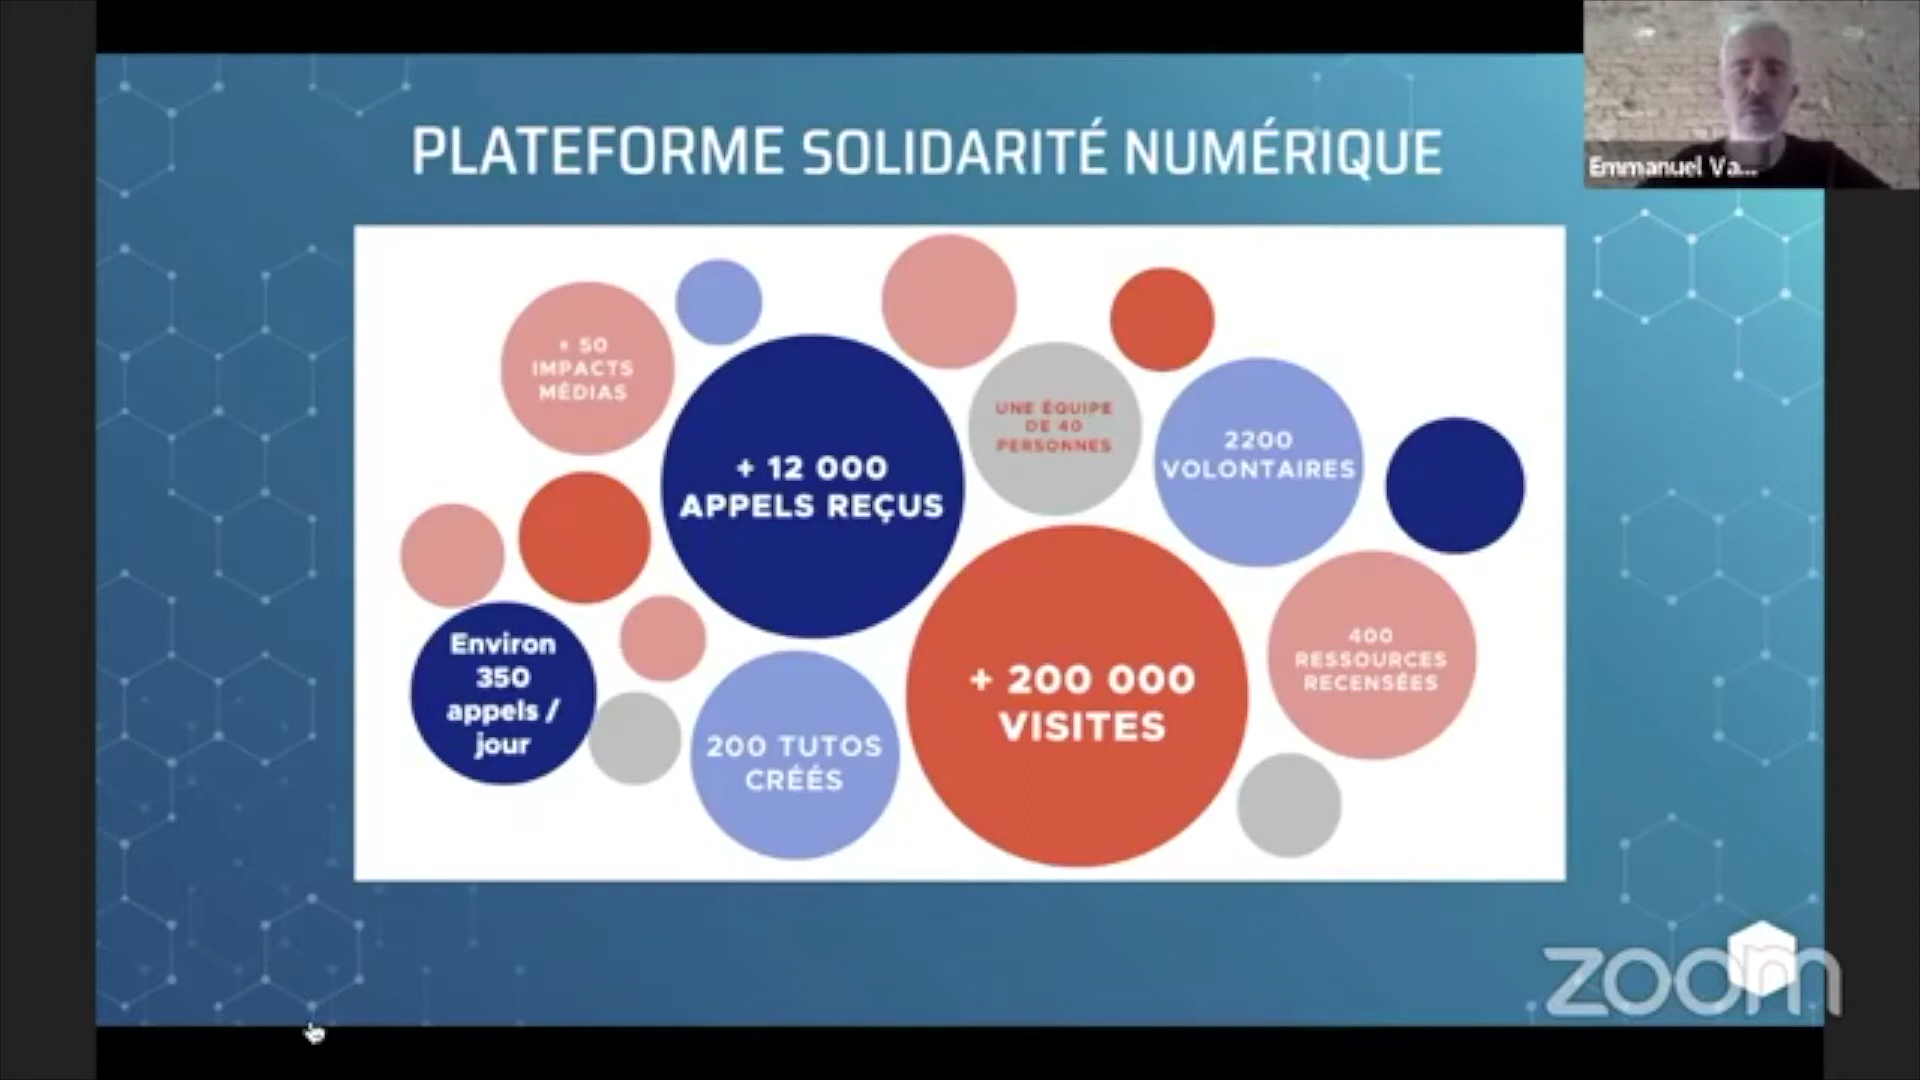 PLATEFORME SOLIDARITÉ NUMÉRIQUE
Emmanuel Va...
+ 50
IMPACTS
MÉDIAS
+ 12 000
APPELS REÇUS
UNE ÉQUIPE
DE 40
PERSONNES
2200
VOLONTAIRES
Environ
350
appels /
jour
200 TUTOS
CRÉÉS
+ 200 000
VISITES
400
RESSOURCES
RECENSÉES
zoom